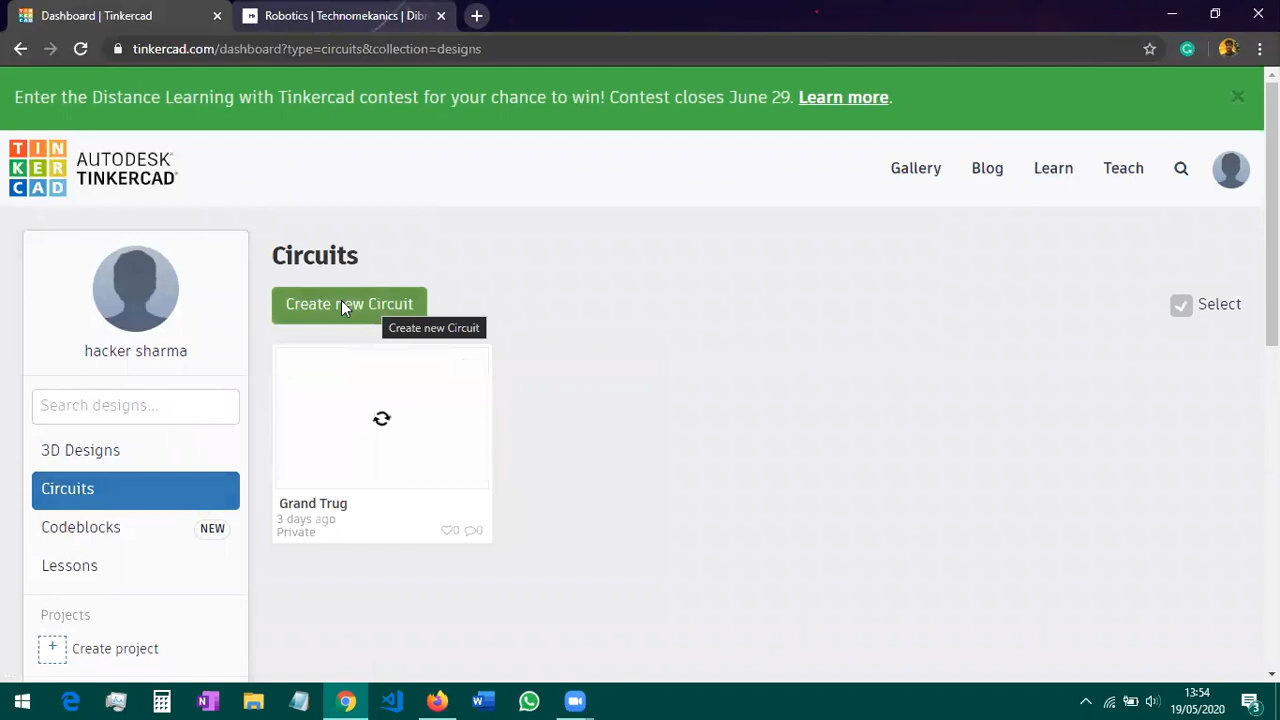 Dashboard | Tinkercad
Robotics | Technomekanics | Dibr
tinkercad.com/dashboard?type=circuits&collection=designs
Enter the Distance Learning with Tinkercad contest for your chance to win! Contest closes June 29. Learn more.
TIN
KER
CAD
AUTODESK
TINKERCAD
Gallery
Blog
Learn
Teach
hacker sharma
Search designs...
3D Designs
Circuits
Codeblocks NEW
Lessons
Projects
+ Create project
Circuits
Create new Circuit
Select
Create new Circuit
Grand Trug
3 days ago
Private
0 0
13:54
19/05/2020
3